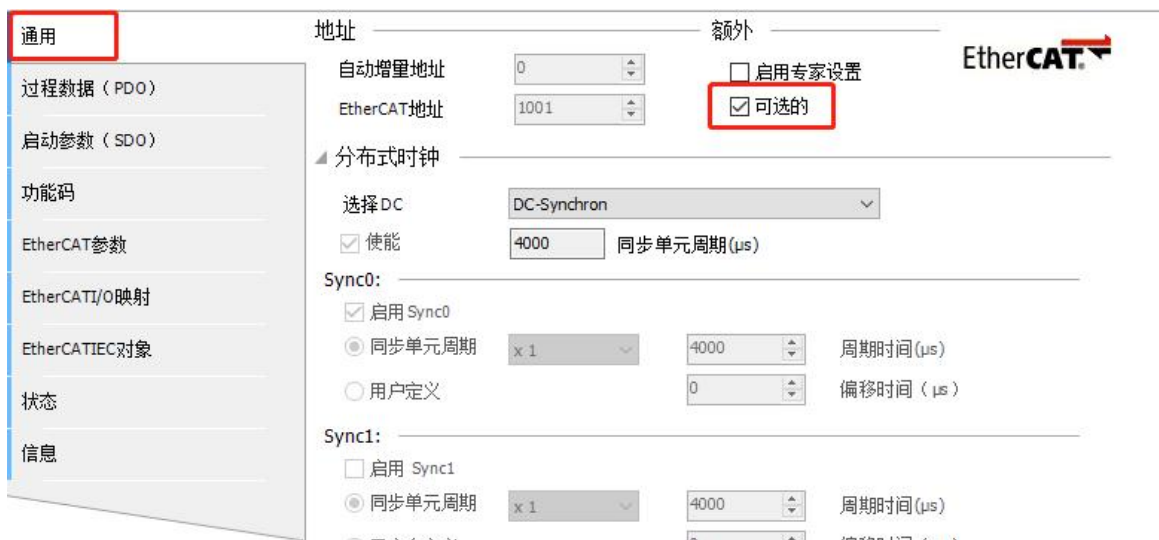 通用
过程数据（PDO）
启动参数（SDO）
功能码
EtherCAT参数
EtherCATI/O映射
EtherCATIEC对象
状态
信息
地址
额外
EtherCAT.
自动增量地址 0
启用专家设置
EtherCAT地址 1001
可选的
分布式时钟
选择DC DC-Synchron
使能 4000 同步单元周期(μs)
Sync0:
启用 Sync0
同步单元周期 x 1 4000 周期时间(μs)
用户定义 0 偏移时间（μs）
Sync1:
启用 Sync1
同步单元周期 x 1 4000 周期时间(μs)